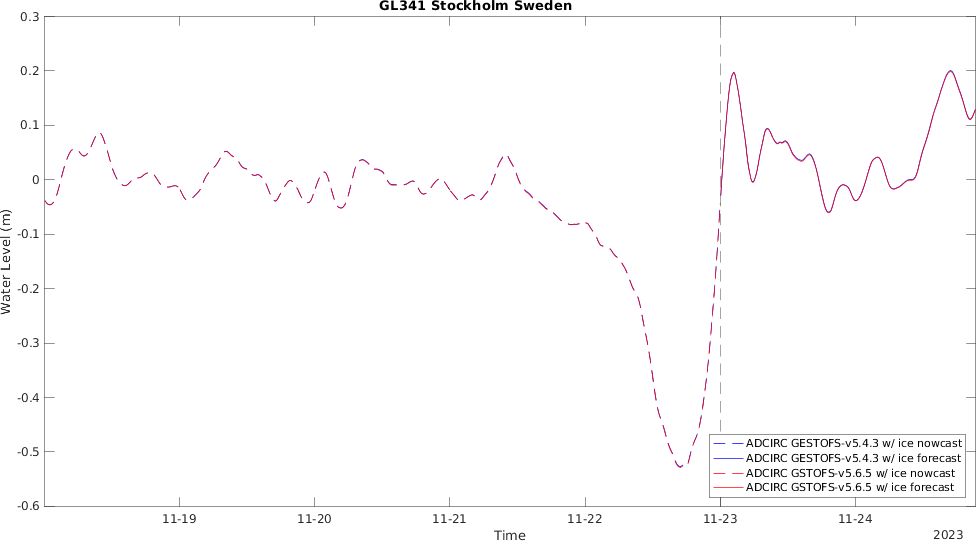 GL341 Stockholm Sweden
0.3
0.2
0.1
0
-0.1
-0.2
-0.3
-0.4
-0.5
-0.6
Water Level (m)
ADCIRC GESTOFS-v5.4.3 w/ ice nowcast
ADCIRC GESTOFS-v5.4.3 w/ ice forecast
ADCIRC GSTOFS-v5.6.5 w/ ice nowcast
ADCIRC GSTOFS-v5.6.5 w/ ice forecast
11-19
11-20
11-21
11-22
11-23
11-24
Time
2023